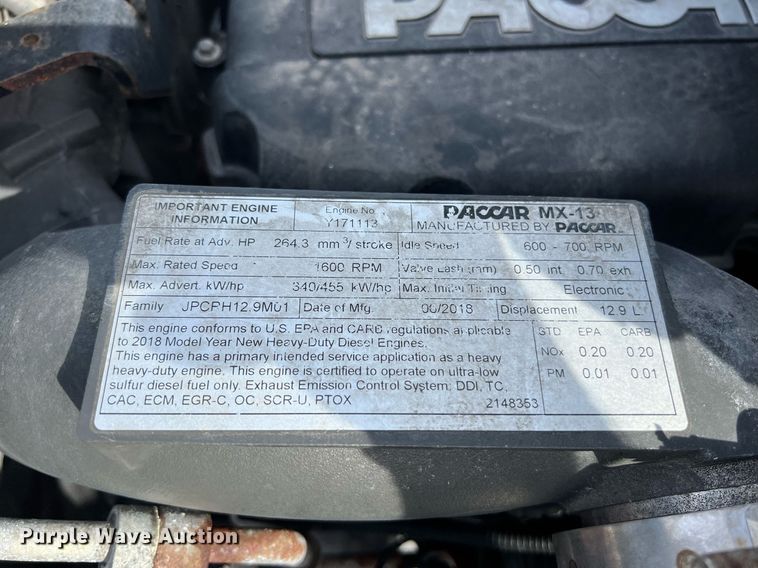 PACCAR
IMPORTANT ENGINE INFORMATION
Engine No. Y171113
PACCAR MX-13
MANUFACTURED BY PACCAR
Fuel Rate at Adv. HP 264.3 mm³/stroke Idle Speed 600 - 700 RPM
Max. Rated Speed 1600 RPM Valve Lash (mm) 0.50 int 0.70 exh
Max. Advert. kW/hp 340/455 kW/hp Max. Initial Timing Electronic
Family JPCPH12.9M01 Date of Mfg. 06/2018 Displacement 12.9 L
This engine conforms to U.S. EPA and CARB regulations applicable
to 2018 Model Year New Heavy-Duty Diesel Engines.
This engine has a primary intended service application as a heavy
heavy-duty engine. This engine is certified to operate on ultra-low
sulfur diesel fuel only. Exhaust Emission Control System: DDI, TC,
CAC, ECM, EGR-C, OC, SCR-U, PTOX
STD EPA CARB
NOx 0.20 0.20
PM 0.01 0.01
2148353
Purple Wave Auction